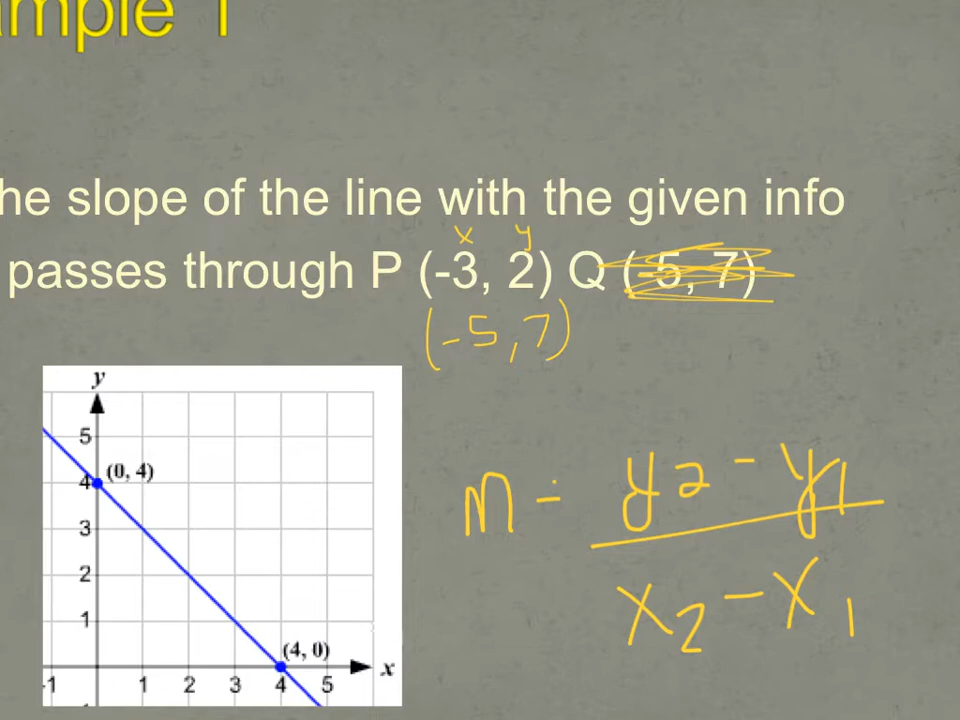 ample 1
he slope of the line with the given info
x y
passes through P (-3, 2) Q (-5, 7)
(-5,7)
y
5
(0, 4)
4
3
2
1
(4, 0)
x
-1 1 2 3 4 5
m = y2 - y1
x2 - x1